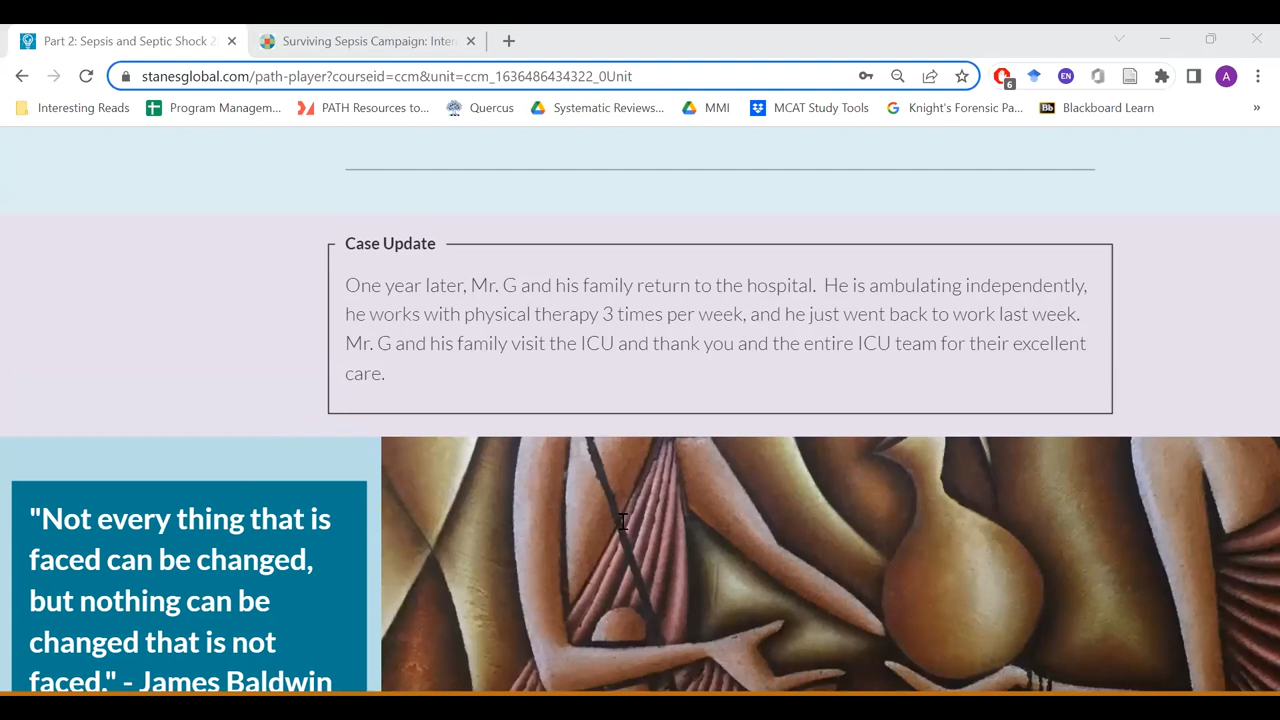 Part 2: Sepsis and Septic Shock 2
Surviving Sepsis Campaign: Inter
stanesglobal.com/path-player?courseid=ccm&unit=ccm_1636486434322_0Unit
6
EN
A
Interesting Reads
Program Managem...
PATH Resources to...
Quercus
Systematic Reviews...
MMI
MCAT Study Tools
Knight's Forensic Pa...
Bb
Blackboard Learn
Case Update
One year later, Mr. G and his family return to the hospital. He is ambulating independently,
he works with physical therapy 3 times per week, and he just went back to work last week.
Mr. G and his family visit the ICU and thank you and the entire ICU team for their excellent
care.
"Not every thing that is
faced can be changed,
but nothing can be
changed that is not
faced." - James Baldwin